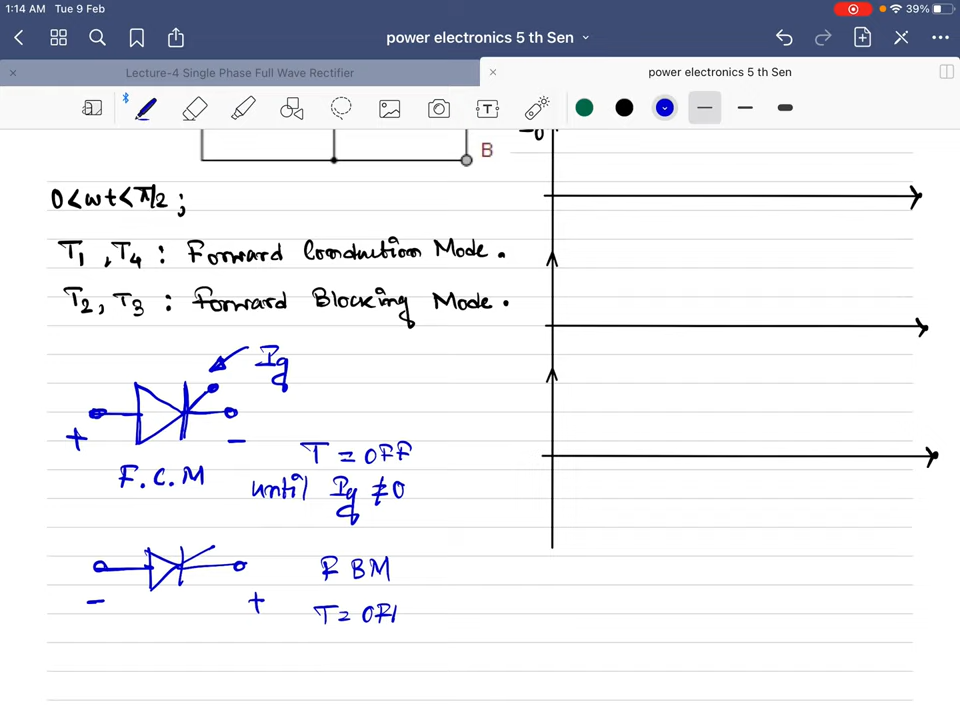 1:14 AM Tue 9 Feb
39%
power electronics 5 th Sen
Lecture-4 Single Phase Full Wave Rectifier
power electronics 5 th Sen
T
B
0<wt<π/2 ;
T1 , T4 : Forward Conduction Mode .
T2, T3 : Forward Blocking Mode .
Ig
+
-
F. C. M
T = OFF
until Ig ≠ 0
R BM
-
+
T = OFF